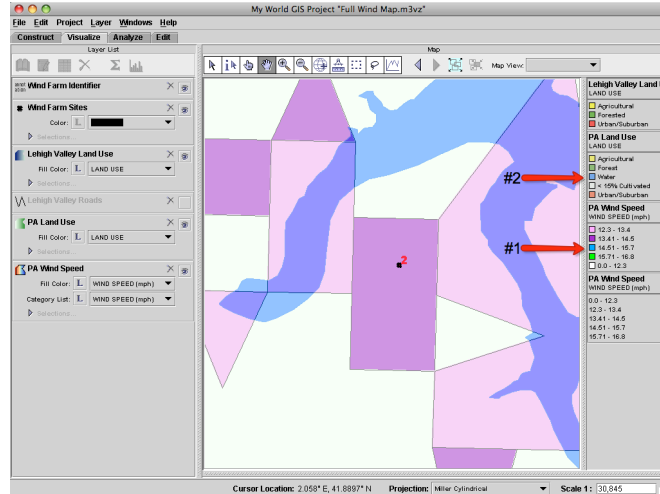 My World GIS Project "Full Wind Map.m3vz"
File Edit Project Layer Windows Help
Construct Visualize Analyze Edit
Layer List
Map
Map View:
Wind Farm Identifier
Wind Farm Sites
Color: L
Selections...
Lehigh Valley Land Use
Fill Color: L LAND USE
Selections...
Lehigh Valley Roads
PA Land Use
Fill Color: L LAND USE
Selections...
PA Wind Speed
Fill Color: L WIND SPEED (mph)
Category List: L WIND SPEED (mph)
Selections...
2
#2
#1
Lehigh Valley Land
LAND USE
Agricultural
Forested
Urban/Suburban
PA Land Use
LAND USE
Agricultural
Forest
Water
< 15% Cultivated
Urban/Suburban
PA Wind Speed
WIND SPEED (mph)
12.3 - 13.4
13.41 - 14.5
14.51 - 15.7
15.71 - 16.8
0.0 - 12.3
PA Wind Speed
WIND SPEED (mph)
0.0 - 12.3
12.3 - 13.4
13.41 - 14.5
14.51 - 15.7
15.71 - 16.8
Cursor Location: 2.058° E, 41.8897° N Projection: Miller Cylindrical Scale 1: 30,845